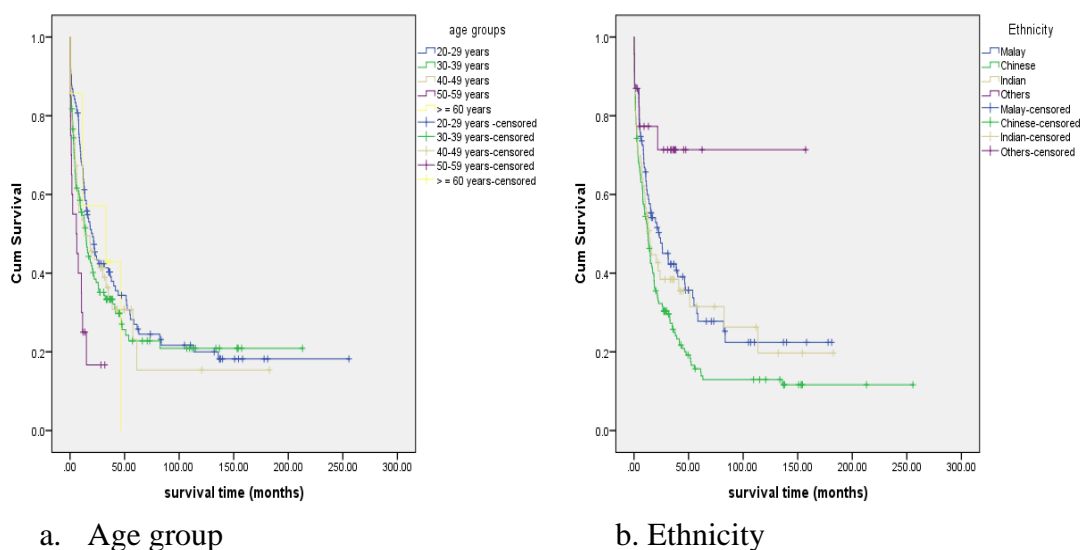 age groups
20-29 years
30-39 years
40-49 years
50-59 years
> = 60 years
20-29 years -censored
30-39 years-censored
40-49 years-censored
50-59 years-censored
> = 60 years-censored
Cum Survival
1.0
0.8
0.6
0.4
0.2
0.0
.00 50.00 100.00 150.00 200.00 250.00 300.00
survival time (months)
a. Age group
Ethnicity
Malay
Chinese
Indian
Others
Malay-censored
Chinese-censored
Indian-censored
Others-censored
Cum Survival
1.0
0.8
0.6
0.4
0.2
0.0
.00 50.00 100.00 150.00 200.00 250.00 300.00
survival time (months)
b. Ethnicity